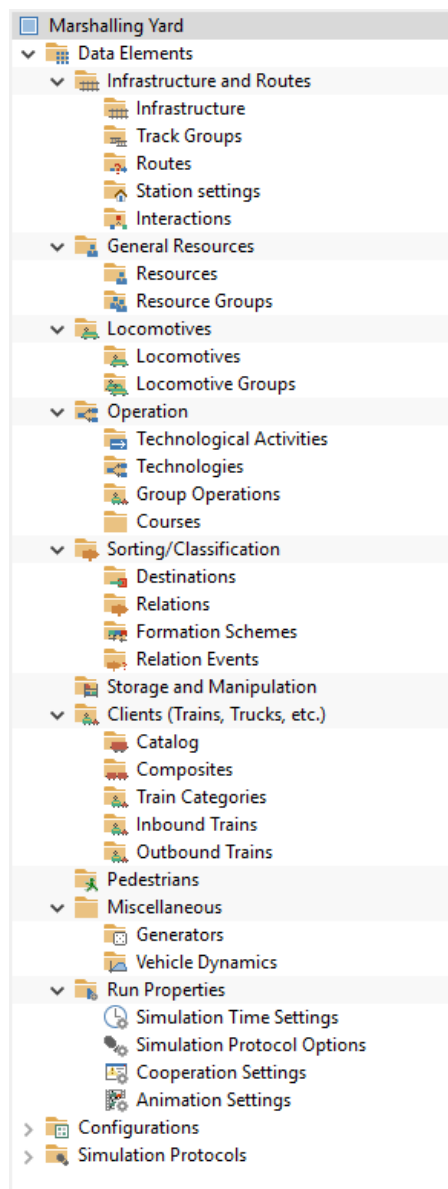 Marshalling Yard
Data Elements
Infrastructure and Routes
Infrastructure
Track Groups
Routes
Station settings
Interactions
General Resources
Resources
Resource Groups
Locomotives
Locomotives
Locomotive Groups
Operation
Technological Activities
Technologies
Group Operations
Courses
Sorting/Classification
Destinations
Relations
Formation Schemes
Relation Events
Storage and Manipulation
Clients (Trains, Trucks, etc.)
Catalog
Composites
Train Categories
Inbound Trains
Outbound Trains
Pedestrians
Miscellaneous
Generators
Vehicle Dynamics
Run Properties
Simulation Time Settings
Simulation Protocol Options
Cooperation Settings
Animation Settings
Configurations
Simulation Protocols